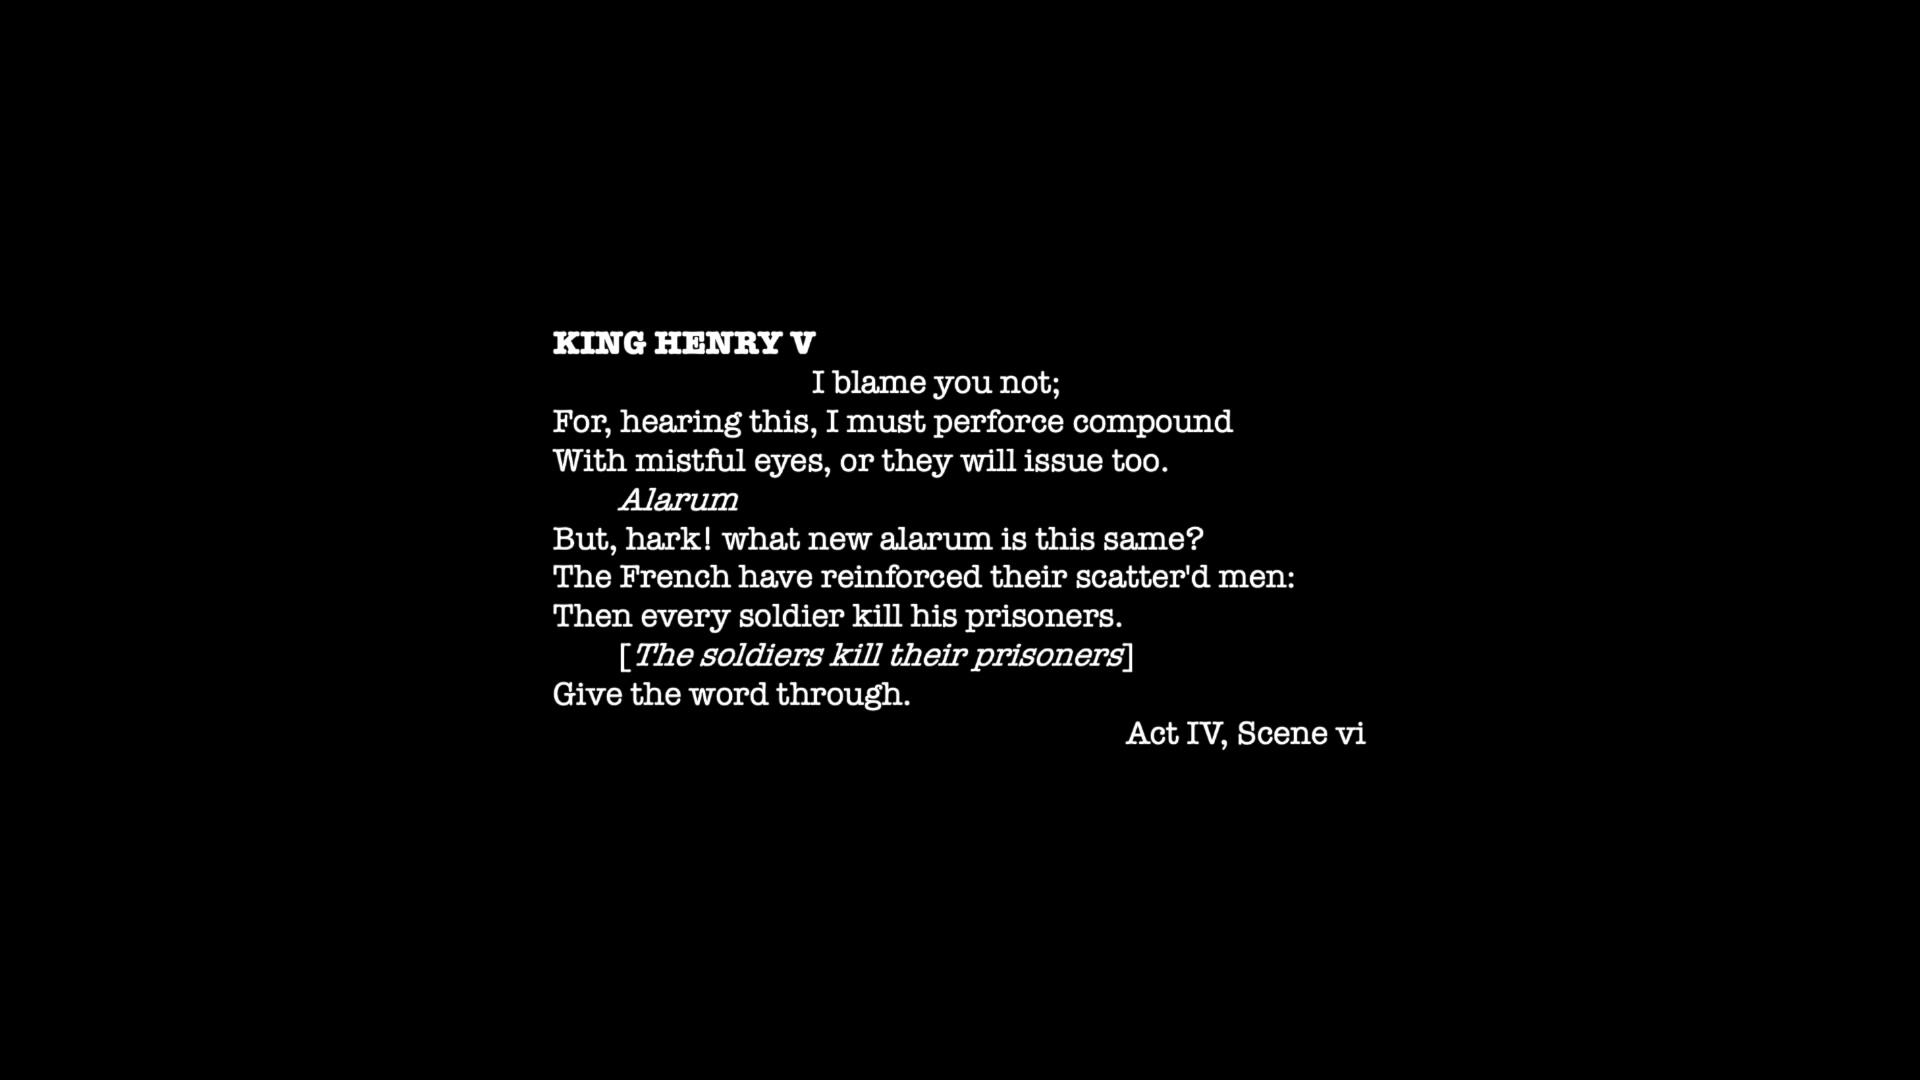 KING HENRY V
I blame you not;
For, hearing this, I must perforce compound
With mistful eyes, or they will issue too.
Alarum
But, hark! what new alarum is this same?
The French have reinforced their scatter'd men:
Then every soldier kill his prisoners.
[The soldiers kill their prisoners]
Give the word through.
Act IV, Scene vi